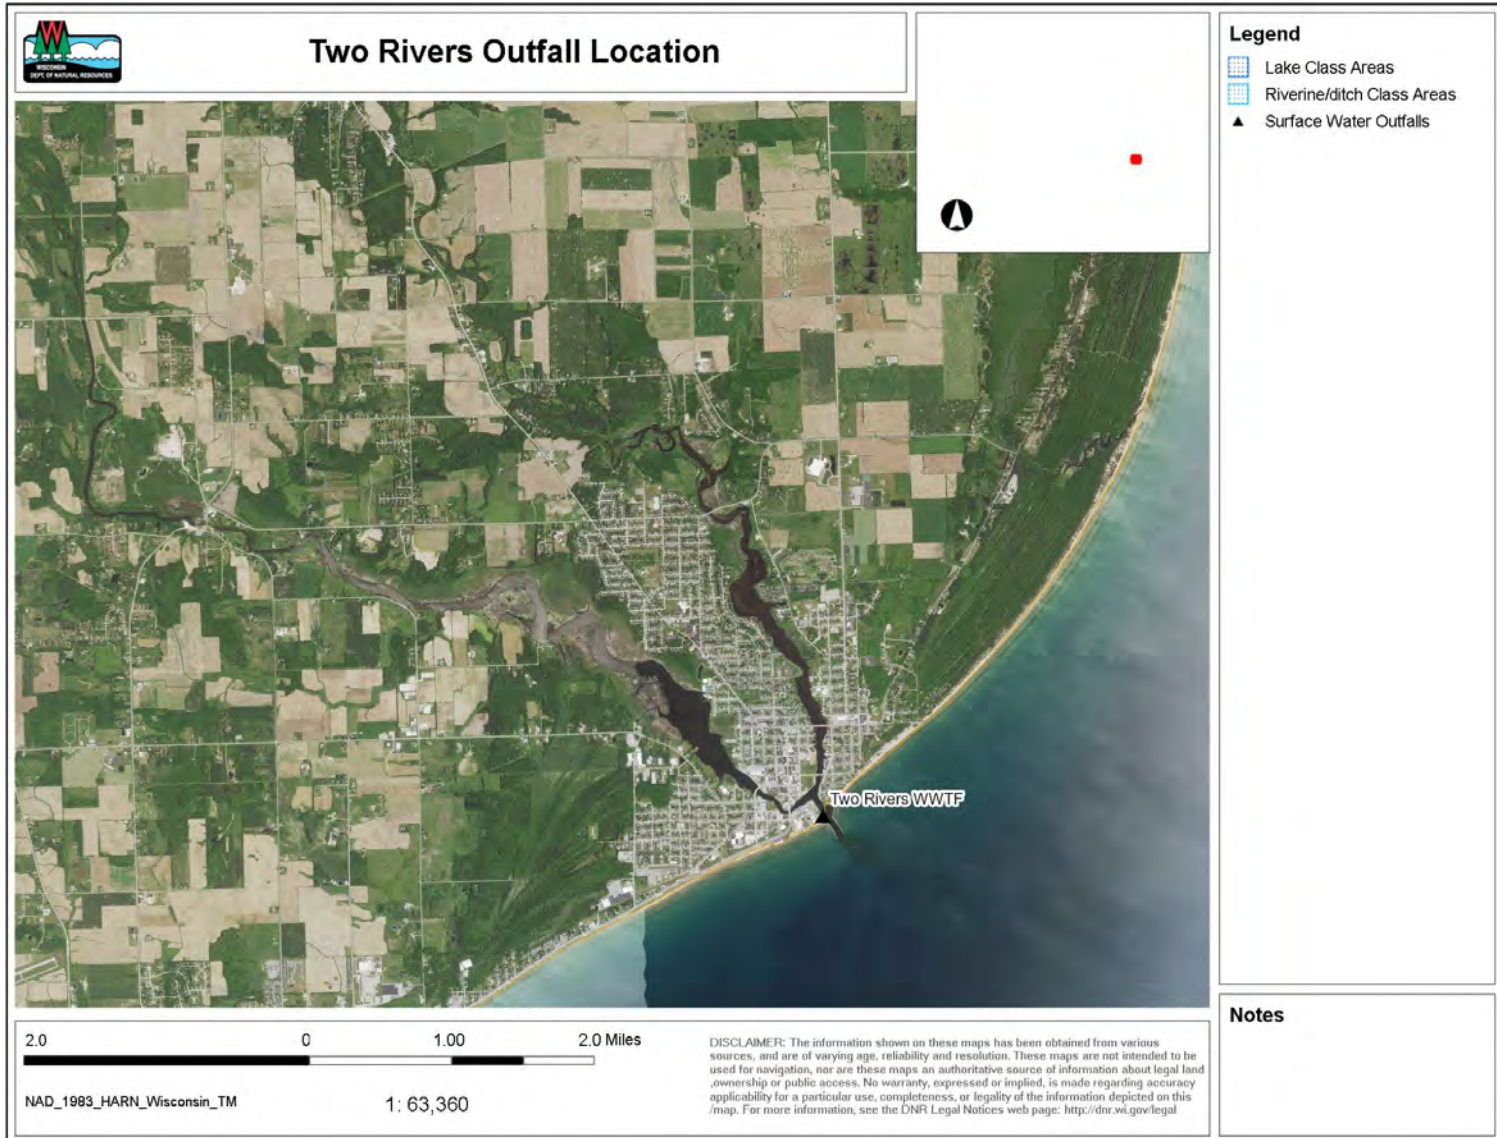 W
WISCONSIN
DEPT. OF NATURAL RESOURCES
Two Rivers Outfall Location
Legend
Lake Class Areas
Riverine/ditch Class Areas
Surface Water Outfalls
Two Rivers WWTF
2.0 0 1.00 2.0 Miles
NAD_1983_HARN_Wisconsin_TM
1: 63,360
DISCLAIMER: The information shown on these maps has been obtained from various
sources, and are of varying age, reliability and resolution. These maps are not intended to be
used for navigation, nor are these maps an authoritative source of information about legal land
,ownership or public access. No warranty, expressed or implied, is made regarding accuracy
applicability for a particular use, completeness, or legality of the information depicted on this
/map. For more information, see the DNR Legal Notices web page: http://dnr.wi.gov/legal
Notes